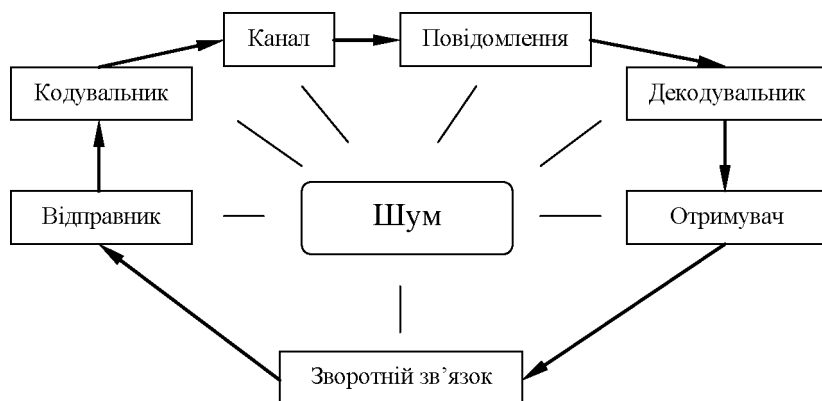 Канал
Повідомлення
Кодувальник
Декодувальник
Відправник
Шум
Отримувач
Зворотній зв’язок